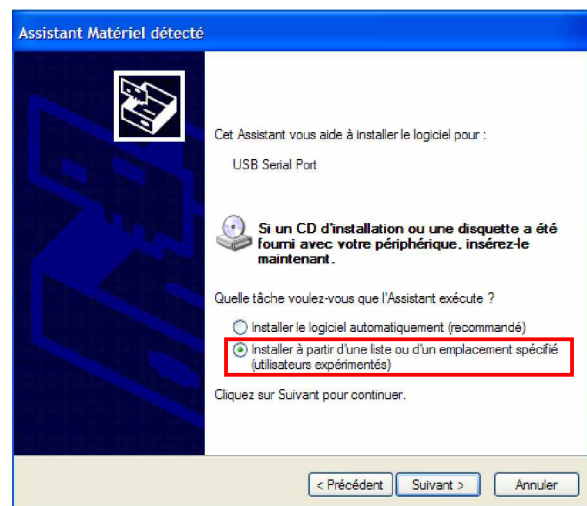 Assistant Matériel détecté
Cet Assistant vous aide à installer le logiciel pour :
USB Serial Port
Si un CD d'installation ou une disquette a été
fourni avec votre périphérique, insérez-le
maintenant.
Quelle tâche voulez-vous que l'Assistant exécute ?
Installer le logiciel automatiquement (recommandé)
Installer à partir d'une liste ou d'un emplacement spécifié
(utilisateurs expérimentés)
Cliquez sur Suivant pour continuer.
< Précédent Suivant > Annuler